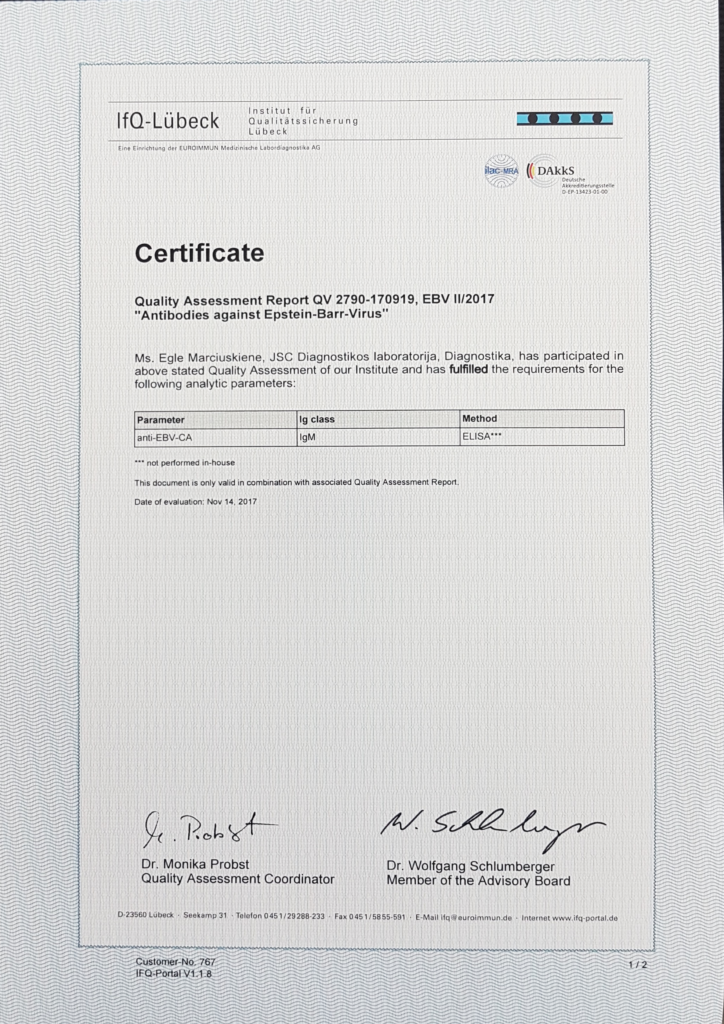 IfQ-Lübeck
Institut für
Qualitätssicherung
Lübeck
Eine Einrichtung der EUROIMMUN Medizinische Labordiagnostika AG
ilac-MRA
DAkkS
Deutsche
Akkreditierungsstelle
D-EP-13423-01-00
Certificate
Quality Assessment Report QV 2790-170919, EBV II/2017
"Antibodies against Epstein-Barr-Virus"
Ms. Egle Marciuskiene, JSC Diagnostikos laboratorija, Diagnostika, has participated in
above stated Quality Assessment of our Institute and has fulfilled the requirements for the
following analytic parameters:
Parameter Ig class Method
anti-EBV-CA IgM ELISA***
*** not performed in-house
This document is only valid in combination with associated Quality Assessment Report.
Date of evaluation: Nov 14, 2017
Dr. Monika Probst
Quality Assessment Coordinator
Dr. Wolfgang Schlumberger
Member of the Advisory Board
D-23560 Lübeck · Seekamp 31 · Telefon 0451/29288-233 · Fax 0451/5855-591 · E-Mail ifq@euroimmun.de · Internet www.ifq-portal.de
Customer-No. 767
IFQ-Portal V1.1.8
1 / 2